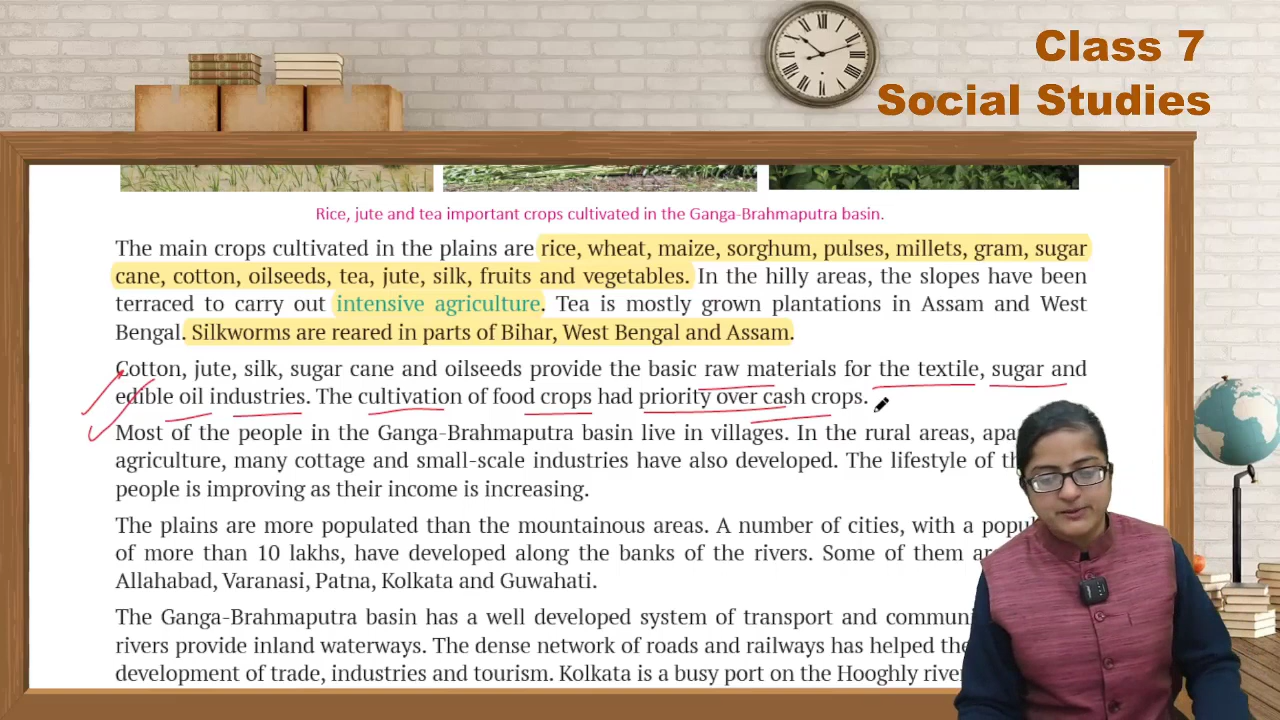 Class 7
Social Studies
Rice, jute and tea important crops cultivated in the Ganga-Brahmaputra basin.
The main crops cultivated in the plains are rice, wheat, maize, sorghum, pulses, millets, gram, sugar
cane, cotton, oilseeds, tea, jute, silk, fruits and vegetables. In the hilly areas, the slopes have been
terraced to carry out intensive agriculture. Tea is mostly grown plantations in Assam and West
Bengal. Silkworms are reared in parts of Bihar, West Bengal and Assam.
Cotton, jute, silk, sugar cane and oilseeds provide the basic raw materials for the textile, sugar and
edible oil industries. The cultivation of food crops had priority over cash crops.
Most of the people in the Ganga-Brahmaputra basin live in villages. In the rural areas,
agriculture, many cottage and small-scale industries have also developed. The lifestyle of
people is improving as their income is increasing.
The plains are more populated than the mountainous areas. A number of cities, with a
of more than 10 lakhs, have developed along the banks of the rivers. Some of them
Allahabad, Varanasi, Patna, Kolkata and Guwahati.
The Ganga-Brahmaputra basin has a well developed system of transport and
rivers provide inland waterways. The dense network of roads and railways has helped the
development of trade, industries and tourism. Kolkata is a busy port on the Hooghly